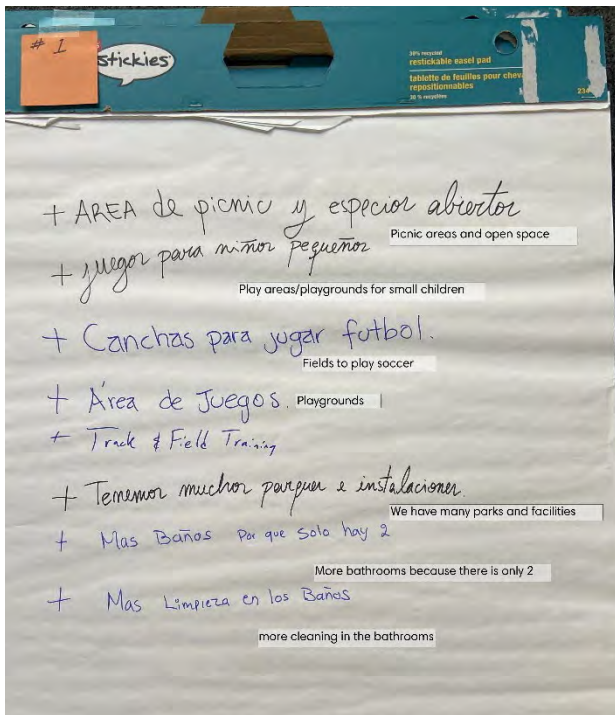 # 1
stickies
30% recycled
restickable easel pad
tablette de feuilles pour chev
repositionnables
30 % recyclées
+ AREA de picnic y espacios abiertos
Picnic areas and open space
+ juegos para niños pequeños
Play areas/playgrounds for small children
+ Canchas para jugar futbol.
Fields to play soccer
+ Área de Juegos.
Playgrounds
+ Track & Field Training
+ Tenemos muchos parques e instalaciones.
We have many parks and facilities
+ Mas Baños Por que Solo hay 2
More bathrooms because there is only 2
+ Mas Limpieza en los Baños
more cleaning in the bathrooms